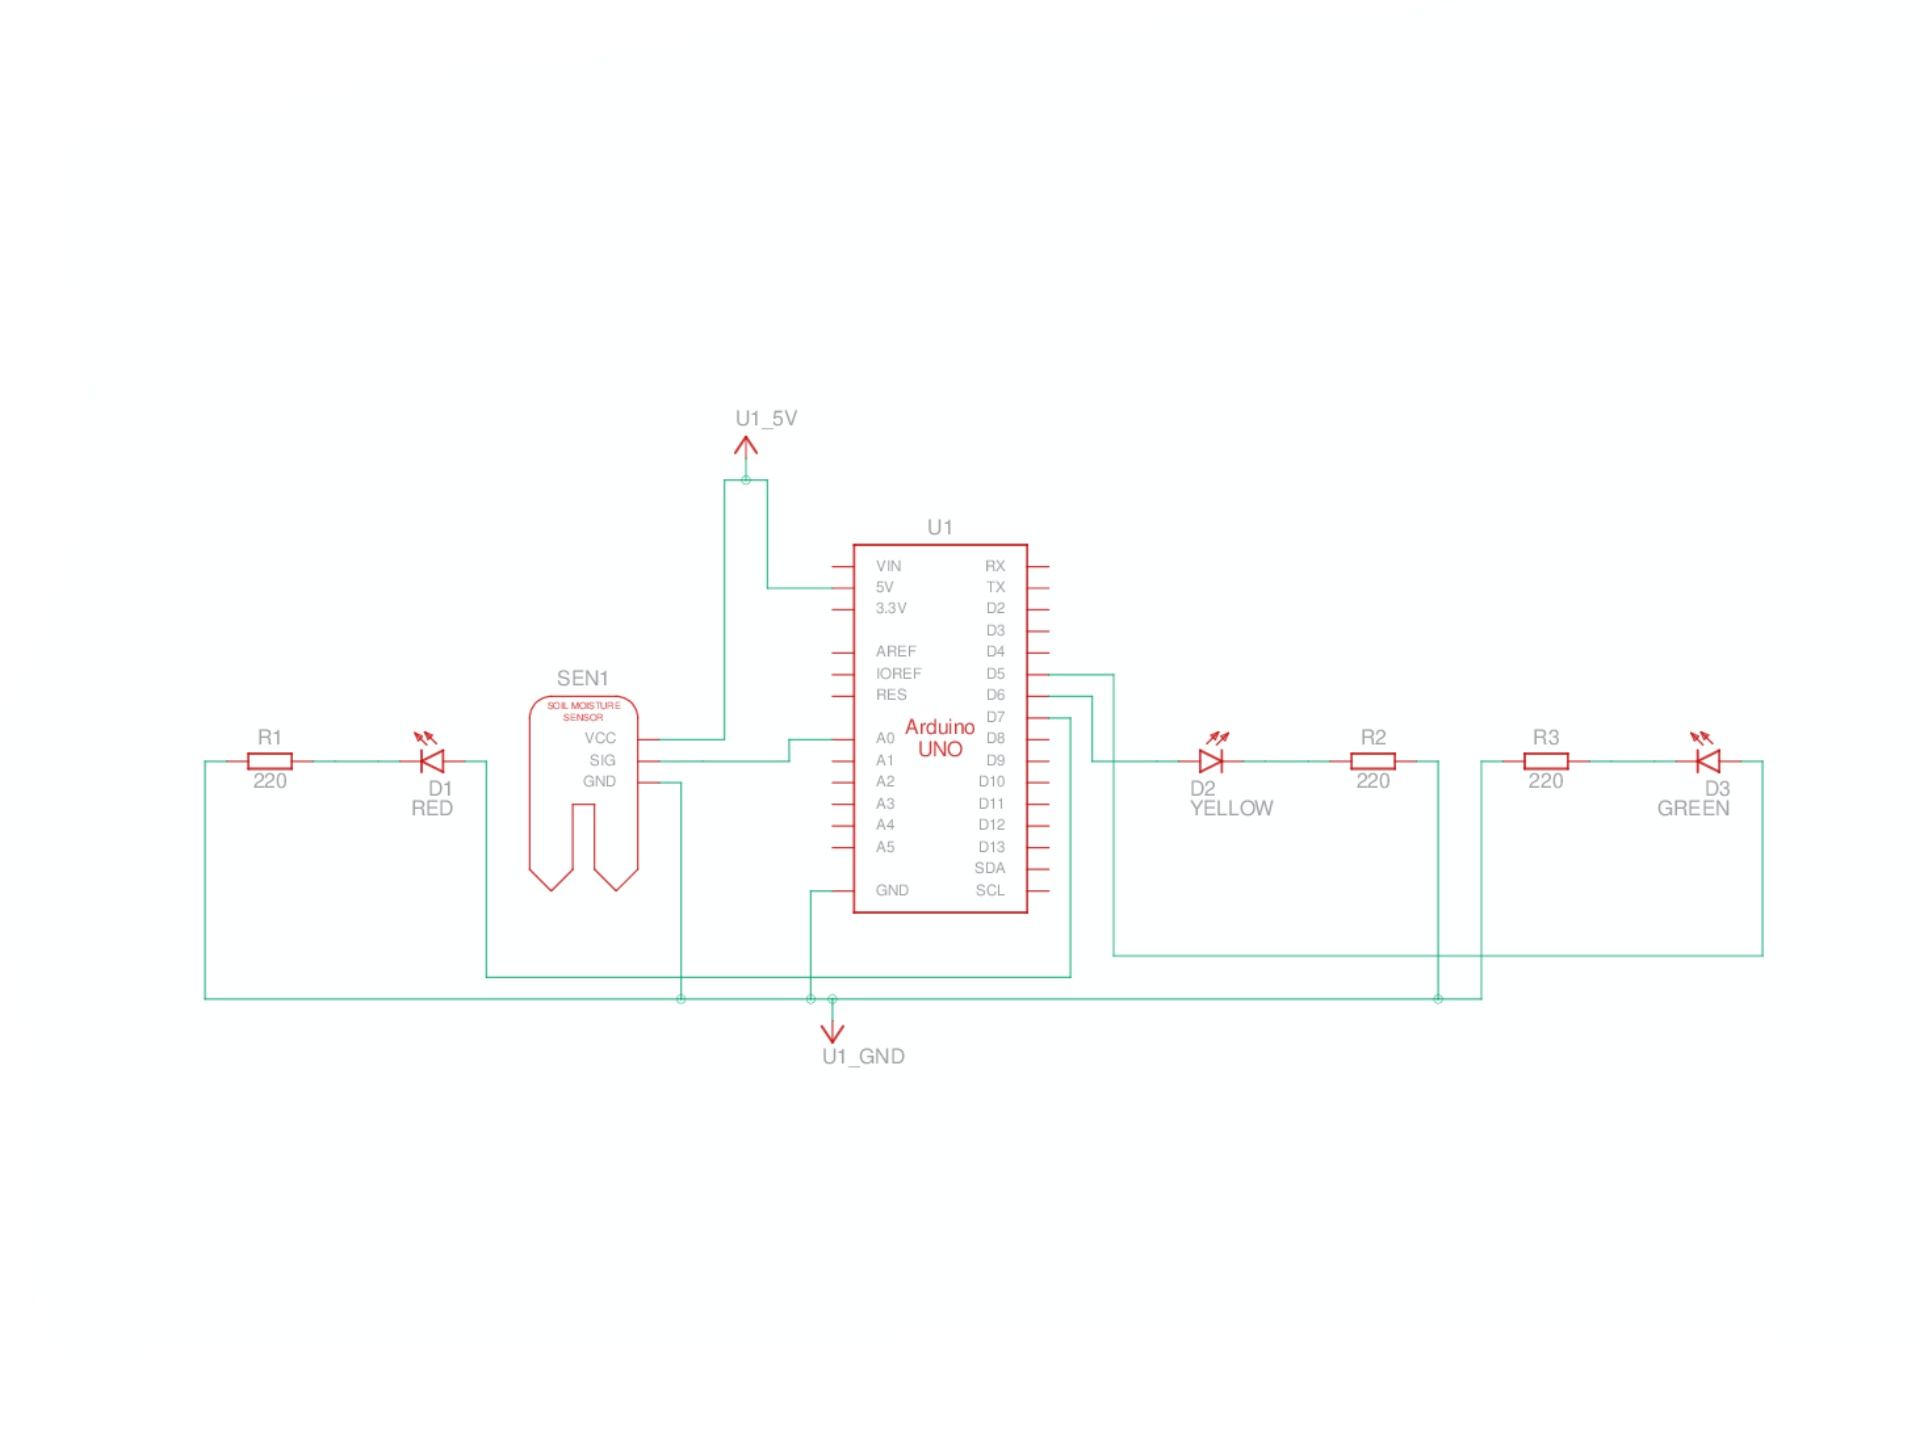 U1_5V
U1
VIN
5V
3.3V
AREF
IOREF
RES
A0
A1
A2
A3
A4
A5
GND
Arduino
UNO
RX
TX
D2
D3
D4
D5
D6
D7
D8
D9
D10
D11
D12
D13
SDA
SCL
SEN1
SOIL MOISTURE
SENSOR
VCC
SIG
GND
R1
220
D1
RED
D2
YELLOW
R2
220
R3
220
D3
GREEN
U1_GND